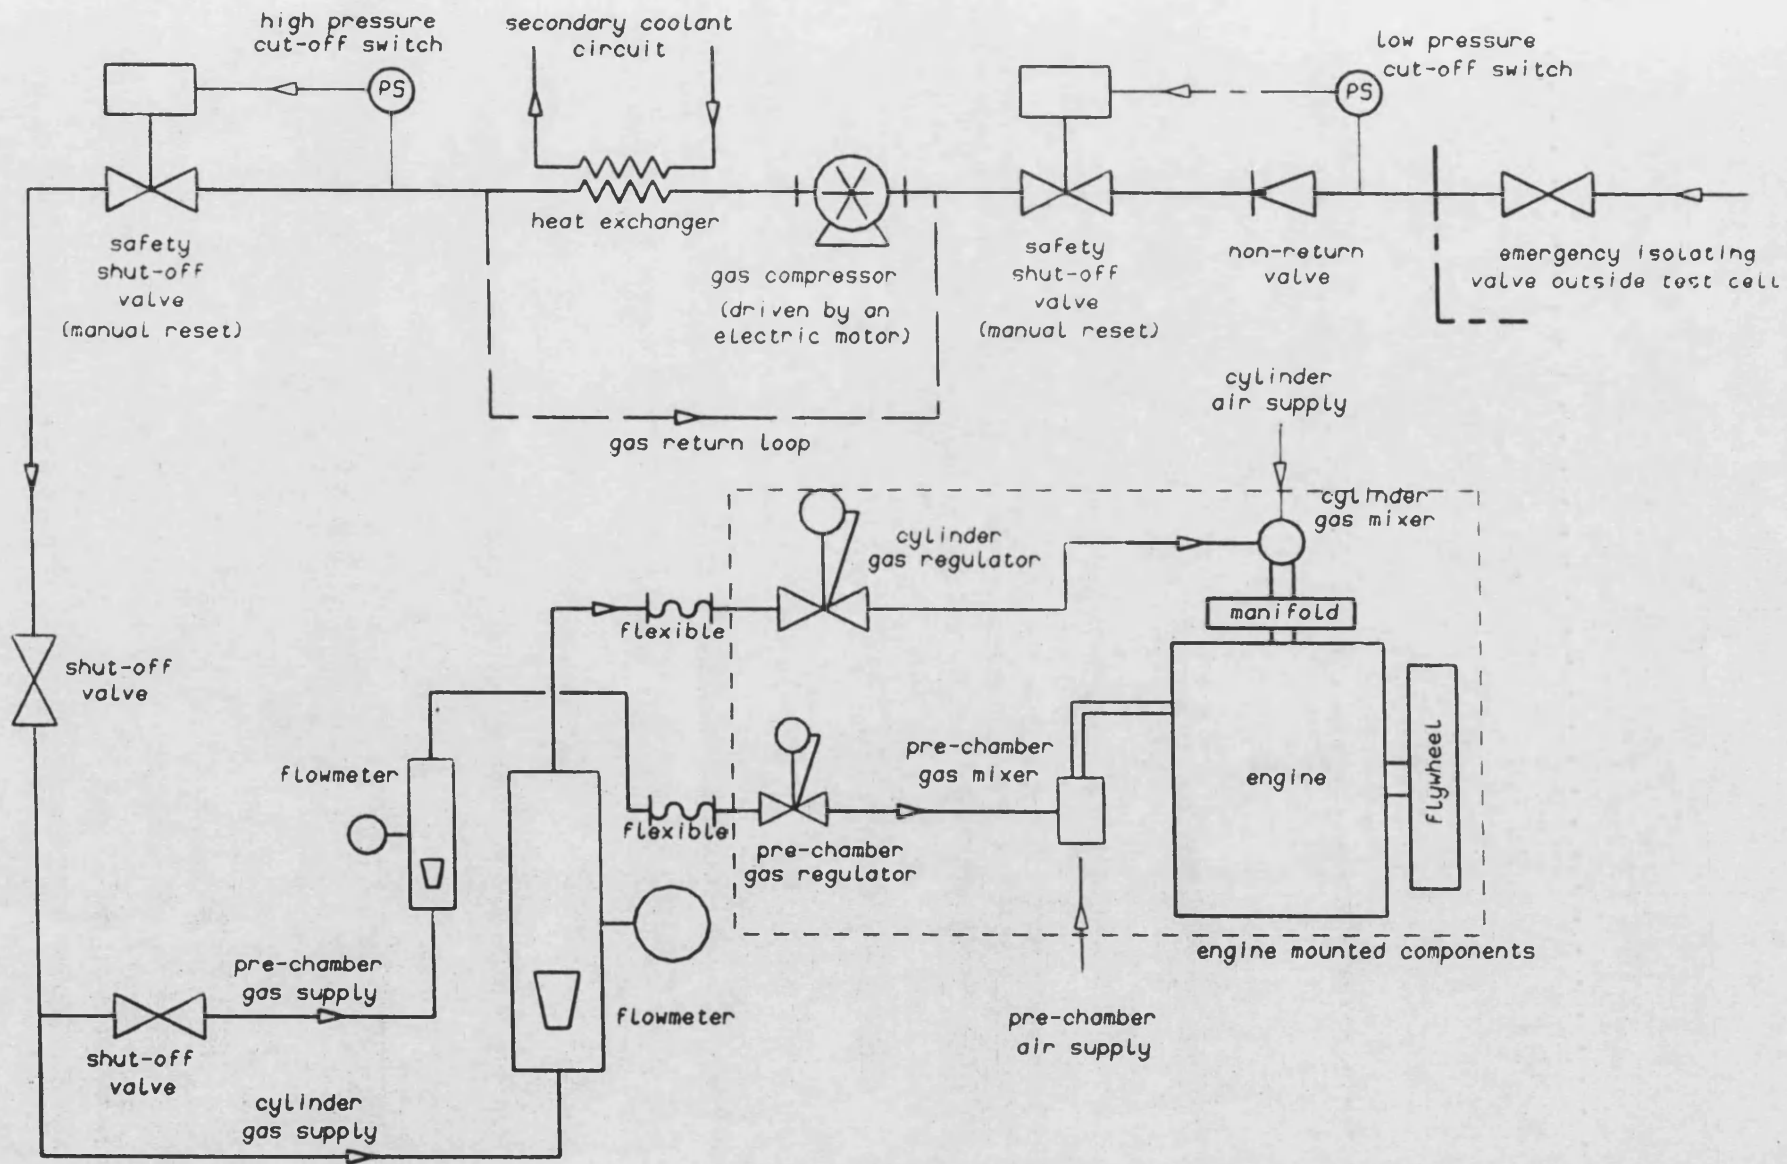 high pressure
cut-off switch
secondary coolant
circuit
low pressure
cut-off switch
PS
PS
heat exchanger
safety
shut-off
valve
(manual reset)
gas compressor
(driven by an
electric motor)
safety
shut-off
valve
(manual reset)
non-return
valve
emergency isolating
valve outside test cell
gas return loop
cylinder
air supply
cylinder
gas mixer
cylinder
gas regulator
manifold
flexible
shut-off
valve
flowmeter
pre-chamber
gas mixer
engine
flywheel
flexible
pre-chamber
gas regulator
engine mounted components
pre-chamber
gas supply
flowmeter
pre-chamber
air supply
shut-off
valve
cylinder
gas supply